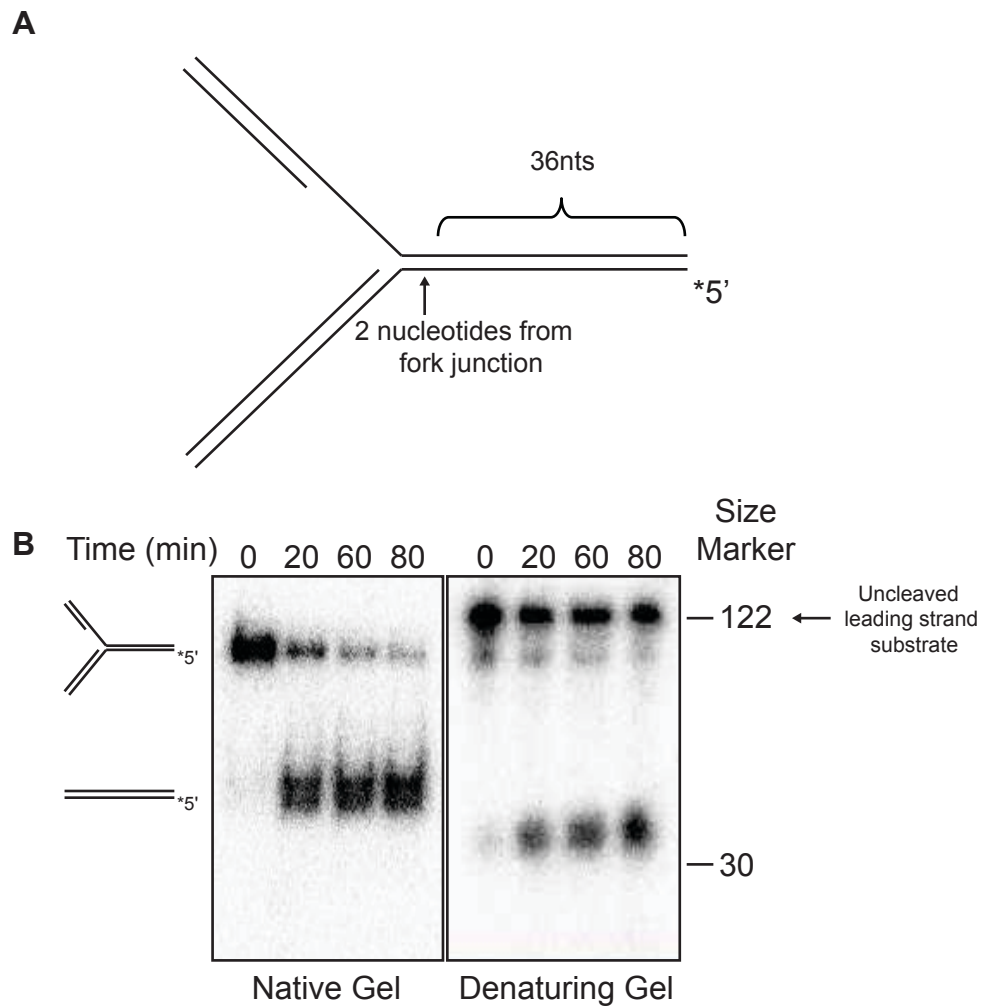 A
36nts
*5'
2 nucleotides from
fork junction
B
Time (min) 0 20 60 80 0 20 60 80
Size
Marker
122
Uncleaved
leading strand
substrate
*5'
*5'
30
Native Gel
Denaturing Gel